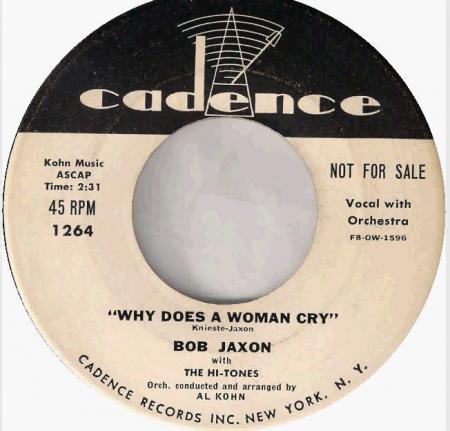 cadence
Kohn Music
ASCAP
Time: 2:31
45 RPM
1264
NOT FOR SALE
Vocal with
Orchestra
F8-OW-1596
"WHY DOES A WOMAN CRY"
Knieste-Jaxon
BOB JAXON
with
THE HI-TONES
Orch. conducted and arranged by
AL KOHN
CADENCE RECORDS INC. NEW YORK. N. Y.